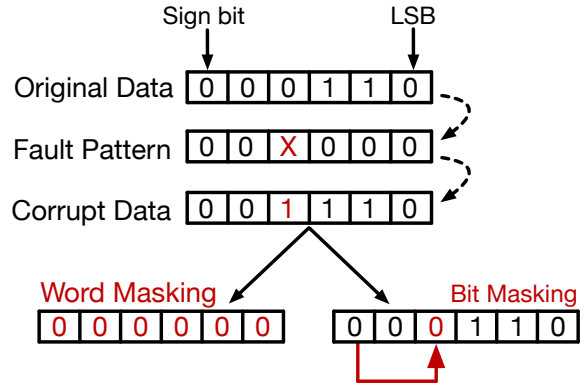 Sign bit LSB
Original Data 0 0 0 1 1 0
Fault Pattern 0 0 X 0 0 0
Corrupt Data 0 0 1 1 1 0
Word Masking Bit Masking
0 0 0 0 0 0 0 0 0 1 1 0